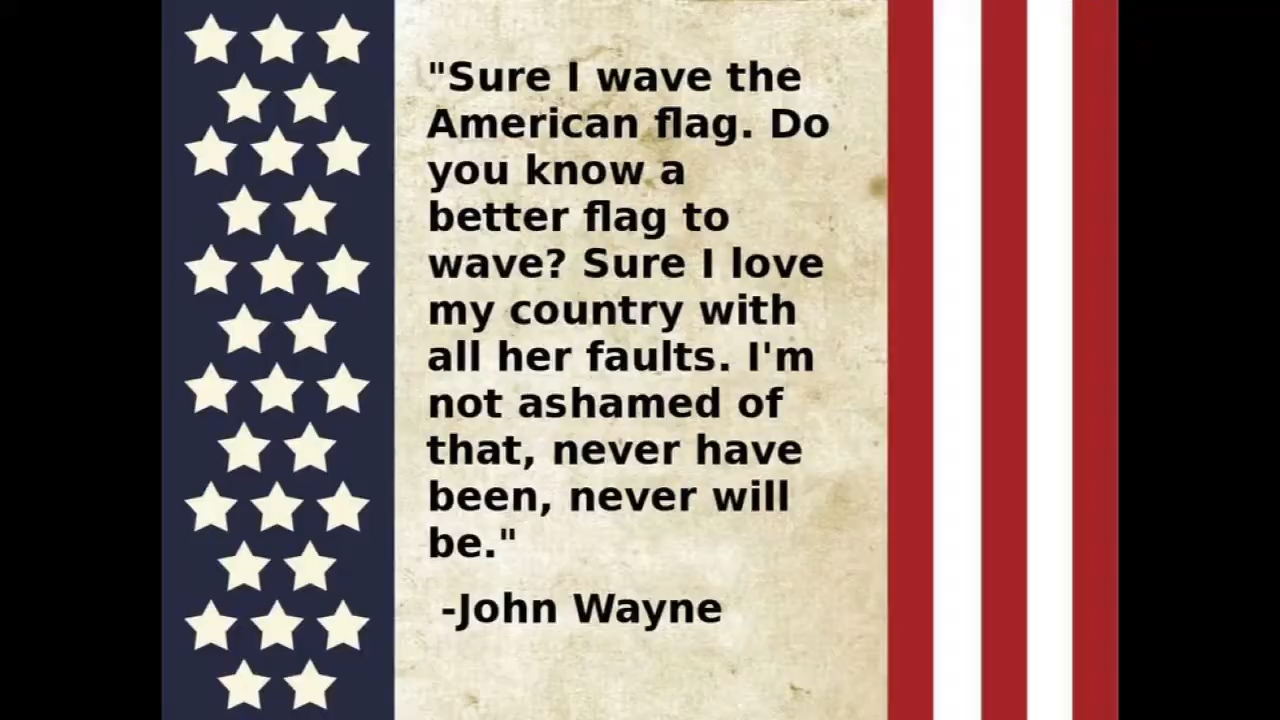 "Sure I wave the
American flag. Do
you know a
better flag to
wave? Sure I love
my country with
all her faults. I'm
not ashamed of
that, never have
been, never will
be."
-John Wayne